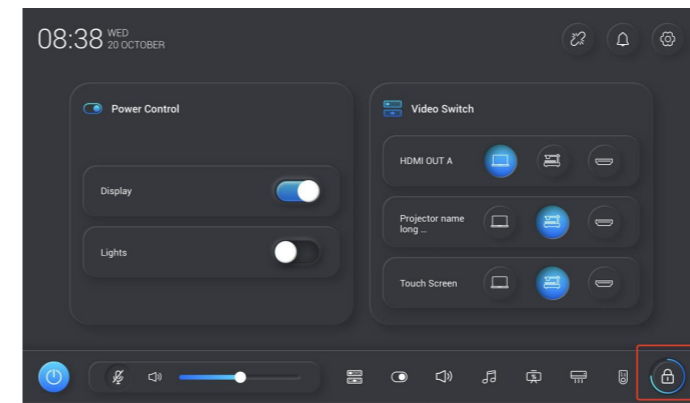 08:38 WED
20 OCTOBER
Power Control
Display
Lights
Video Switch
HDMI OUT A
Projector name
long ...
Touch Screen